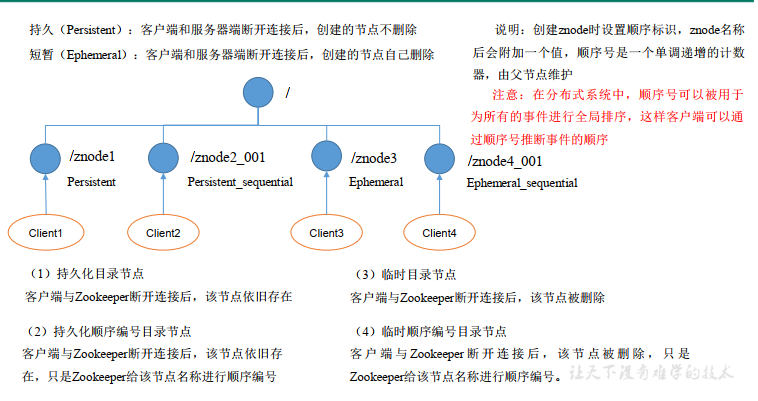 持久（Persistent）：客户端和服务器端断开连接后，创建的节点不删除
短暂（Ephemeral）：客户端和服务器端断开连接后，创建的节点自己删除
说明：创建znode时设置顺序标识，znode名称
后会附加一个值，顺序号是一个单调递增的计数
器，由父节点维护
注意：在分布式系统中，顺序号可以被用于
为所有的事件进行全局排序，这样客户端可以通
过顺序号推断事件的顺序
/
/znode1
Persistent
/znode2_001
Persistent_sequential
/znode3
Ephemeral
/znode4_001
Ephemeral_sequential
Client1
Client2
Client3
Client4
（1）持久化目录节点
客户端与Zookeeper断开连接后，该节点依旧存在
（2）持久化顺序编号目录节点
客户端与Zookeeper断开连接后，该节点依旧存
在，只是Zookeeper给该节点名称进行顺序编号
（3）临时目录节点
客户端与Zookeeper断开连接后，该节点被删除
（4）临时顺序编号目录节点
客户端与Zookeeper断开连接后，该节点被删除，只是
Zookeeper给该节点名称进行顺序编号。
让天下没有难学的技术